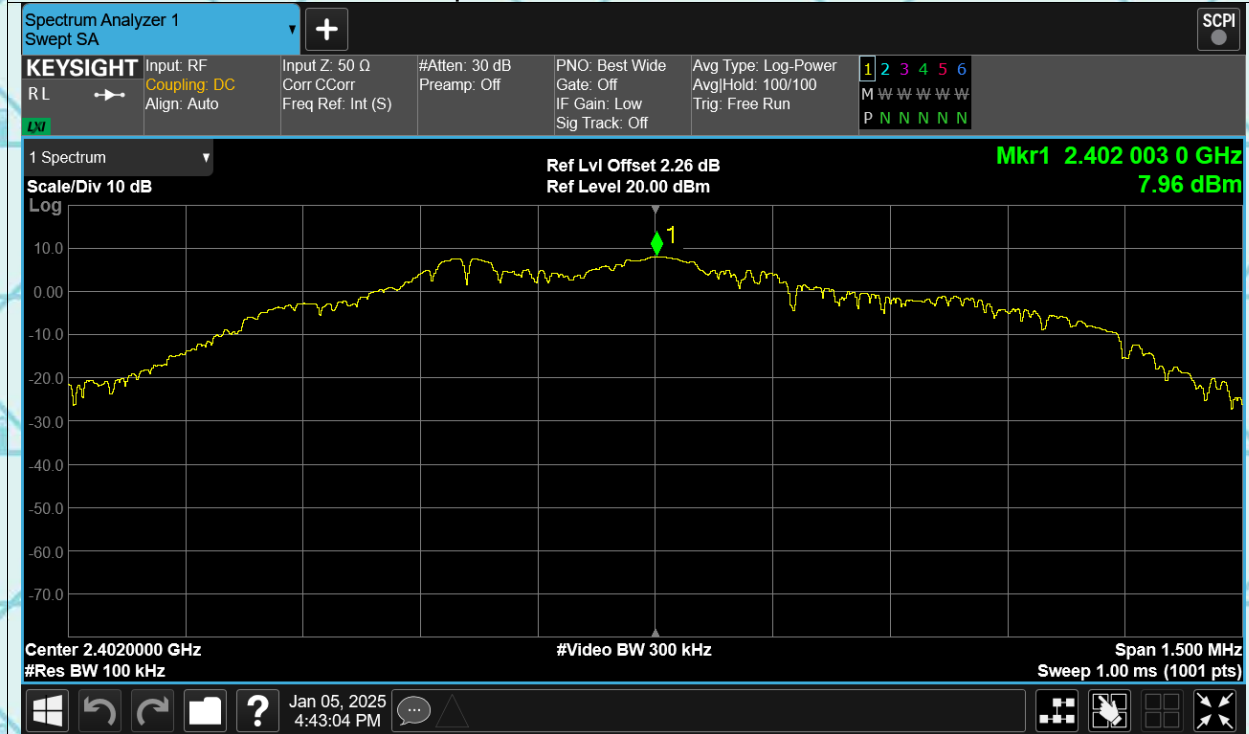 Spectrum Analyzer 1
Swept SA
+
SCPI
KEYSIGHT
R L
LXI
Input: RF
Coupling: DC
Align: Auto
Input Z: 50 Ω
Corr CCorr
Freq Ref: Int (S)
#Atten: 30 dB
Preamp: Off
PNO: Best Wide
Gate: Off
IF Gain: Low
Sig Track: Off
Avg Type: Log-Power
Avg|Hold: 100/100
Trig: Free Run
1 2 3 4 5 6
M W W W W W
P N N N N N
1 Spectrum
Scale/Div 10 dB
Log
Ref Lvl Offset 2.26 dB
Ref Level 20.00 dBm
Mkr1 2.402 003 0 GHz
7.96 dBm
1
10.0
0.00
-10.0
-20.0
-30.0
-40.0
-50.0
-60.0
-70.0
Center 2.4020000 GHz
#Res BW 100 kHz
#Video BW 300 kHz
Span 1.500 MHz
Sweep 1.00 ms (1001 pts)
?
Jan 05, 2025
4:43:04 PM